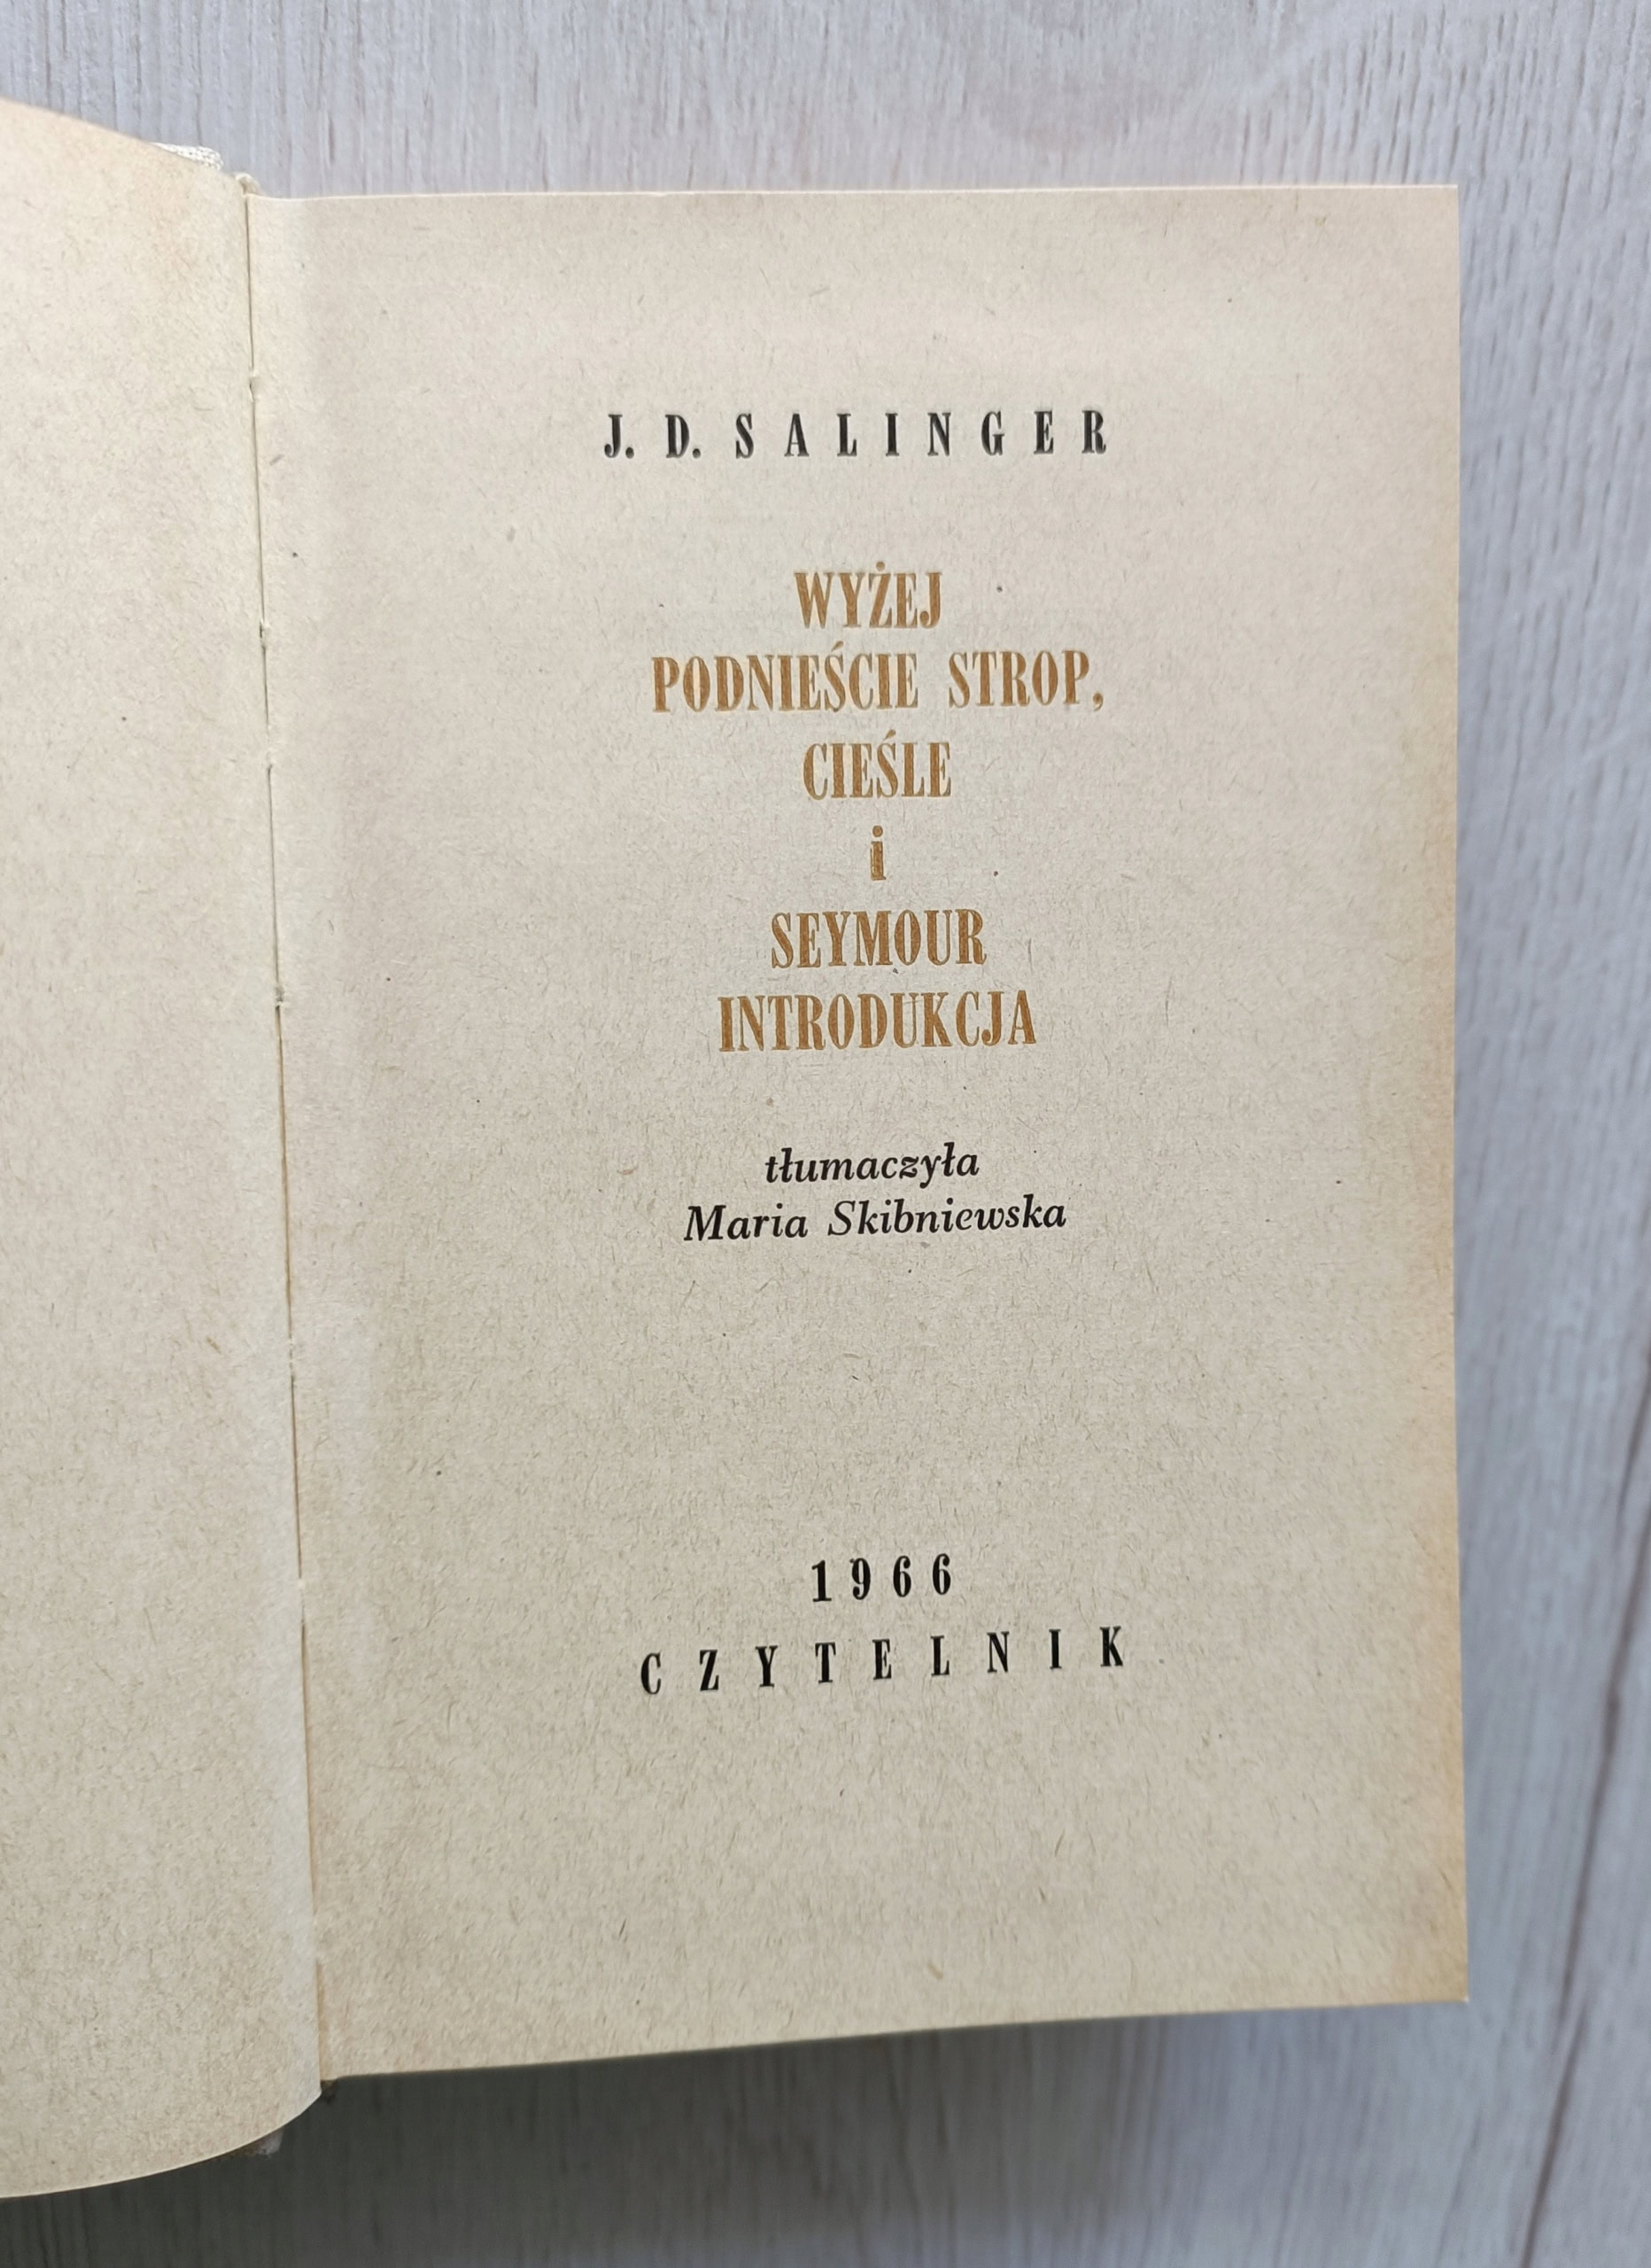 J. D. SALINGER
WYŻEJ
PODNIEŚCIE STROP,
CIEŚLE
i
SEYMOUR
INTRODUKCJA
tłumaczyła
Maria Skibniewska
1966
CZYTELNIK